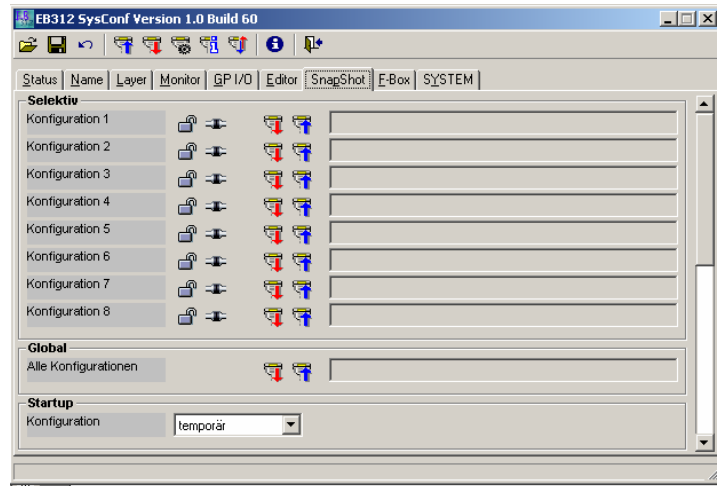 EB312 SysConf Version 1.0 Build 60
Status Name Layer Monitor GP I/O Editor SnapShot F-Box SYSTEM
Selektiv
Konfiguration 1
Konfiguration 2
Konfiguration 3
Konfiguration 4
Konfiguration 5
Konfiguration 6
Konfiguration 7
Konfiguration 8
Global
Alle Konfigurationen
Startup
Konfiguration temporär